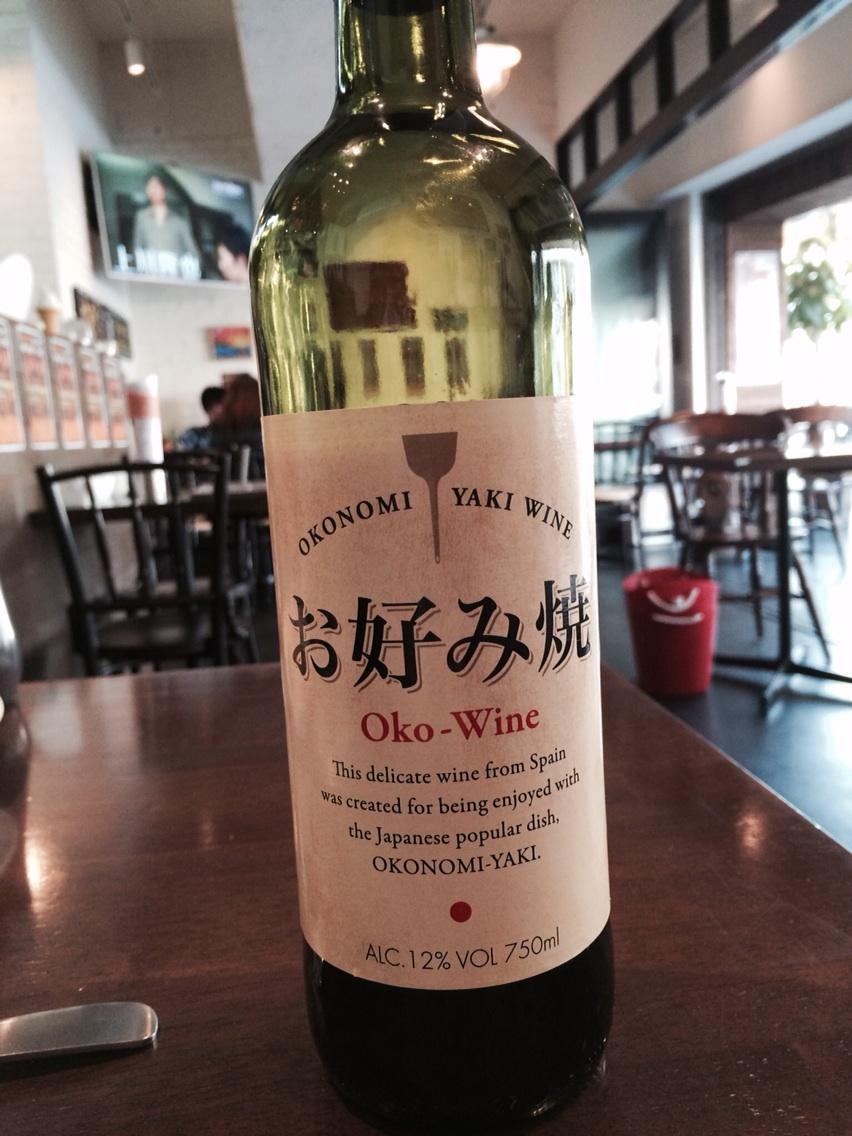 OKONOMI YAKI WINE
お好み焼
Oko-Wine
This delicate wine from Spain
was created for being enjoyed with
the Japanese popular dish,
OKONOMI-YAKI.
ALC.12% VOL 750ml